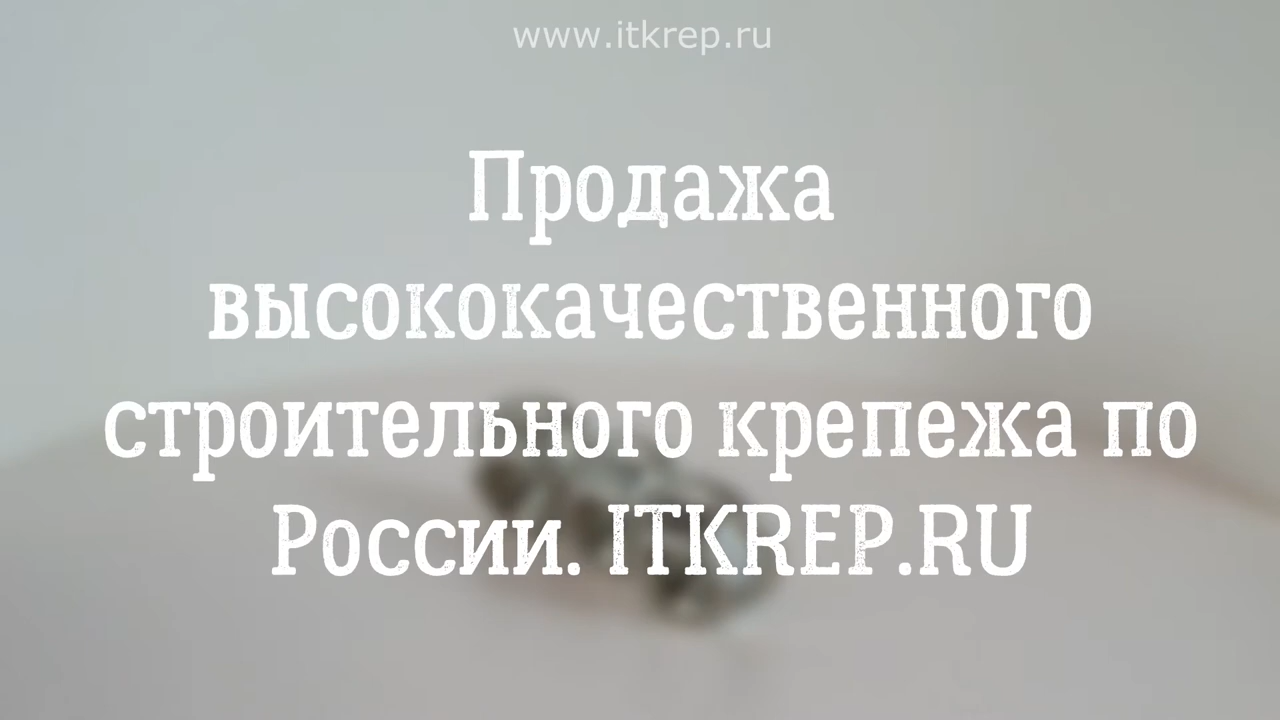 www.itkrep.ru
Продажа
высококачественного
строительного крепежа по
России. ITKREP.RU